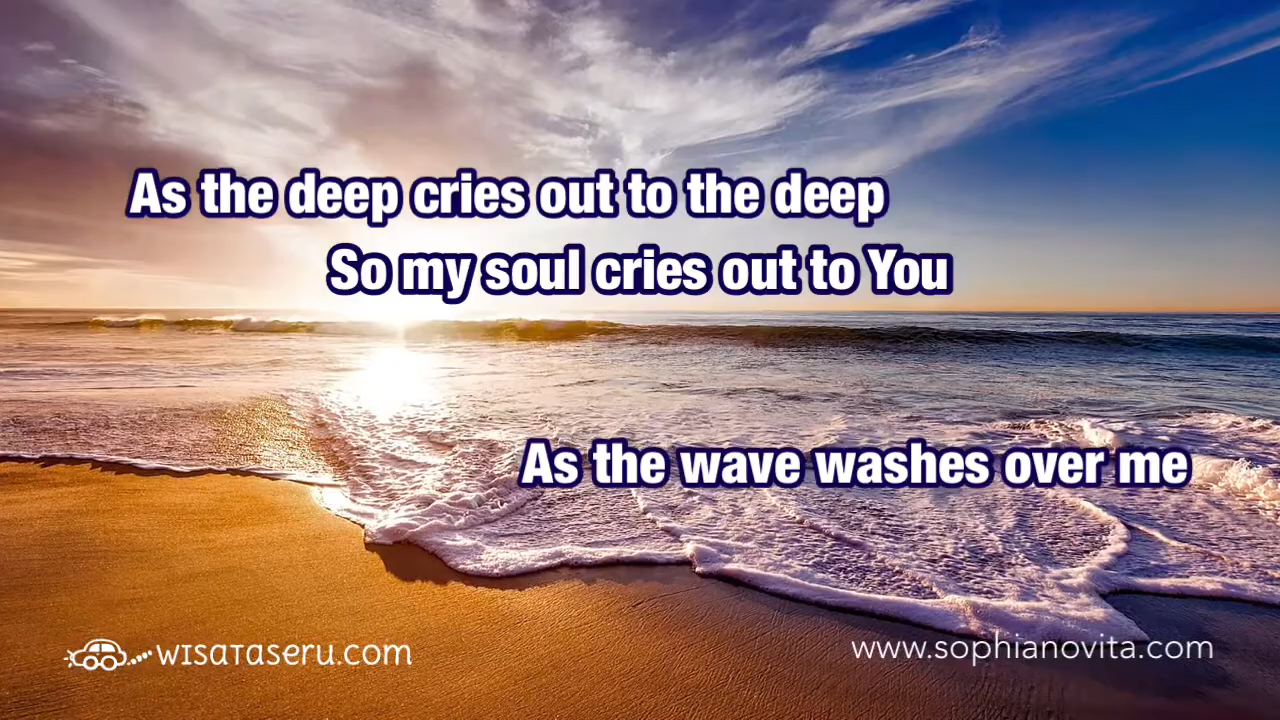 As the deep cries out to the deep
So my soul cries out to You
As the wave washes over me
wisataseru.com
www.sophianovita.com